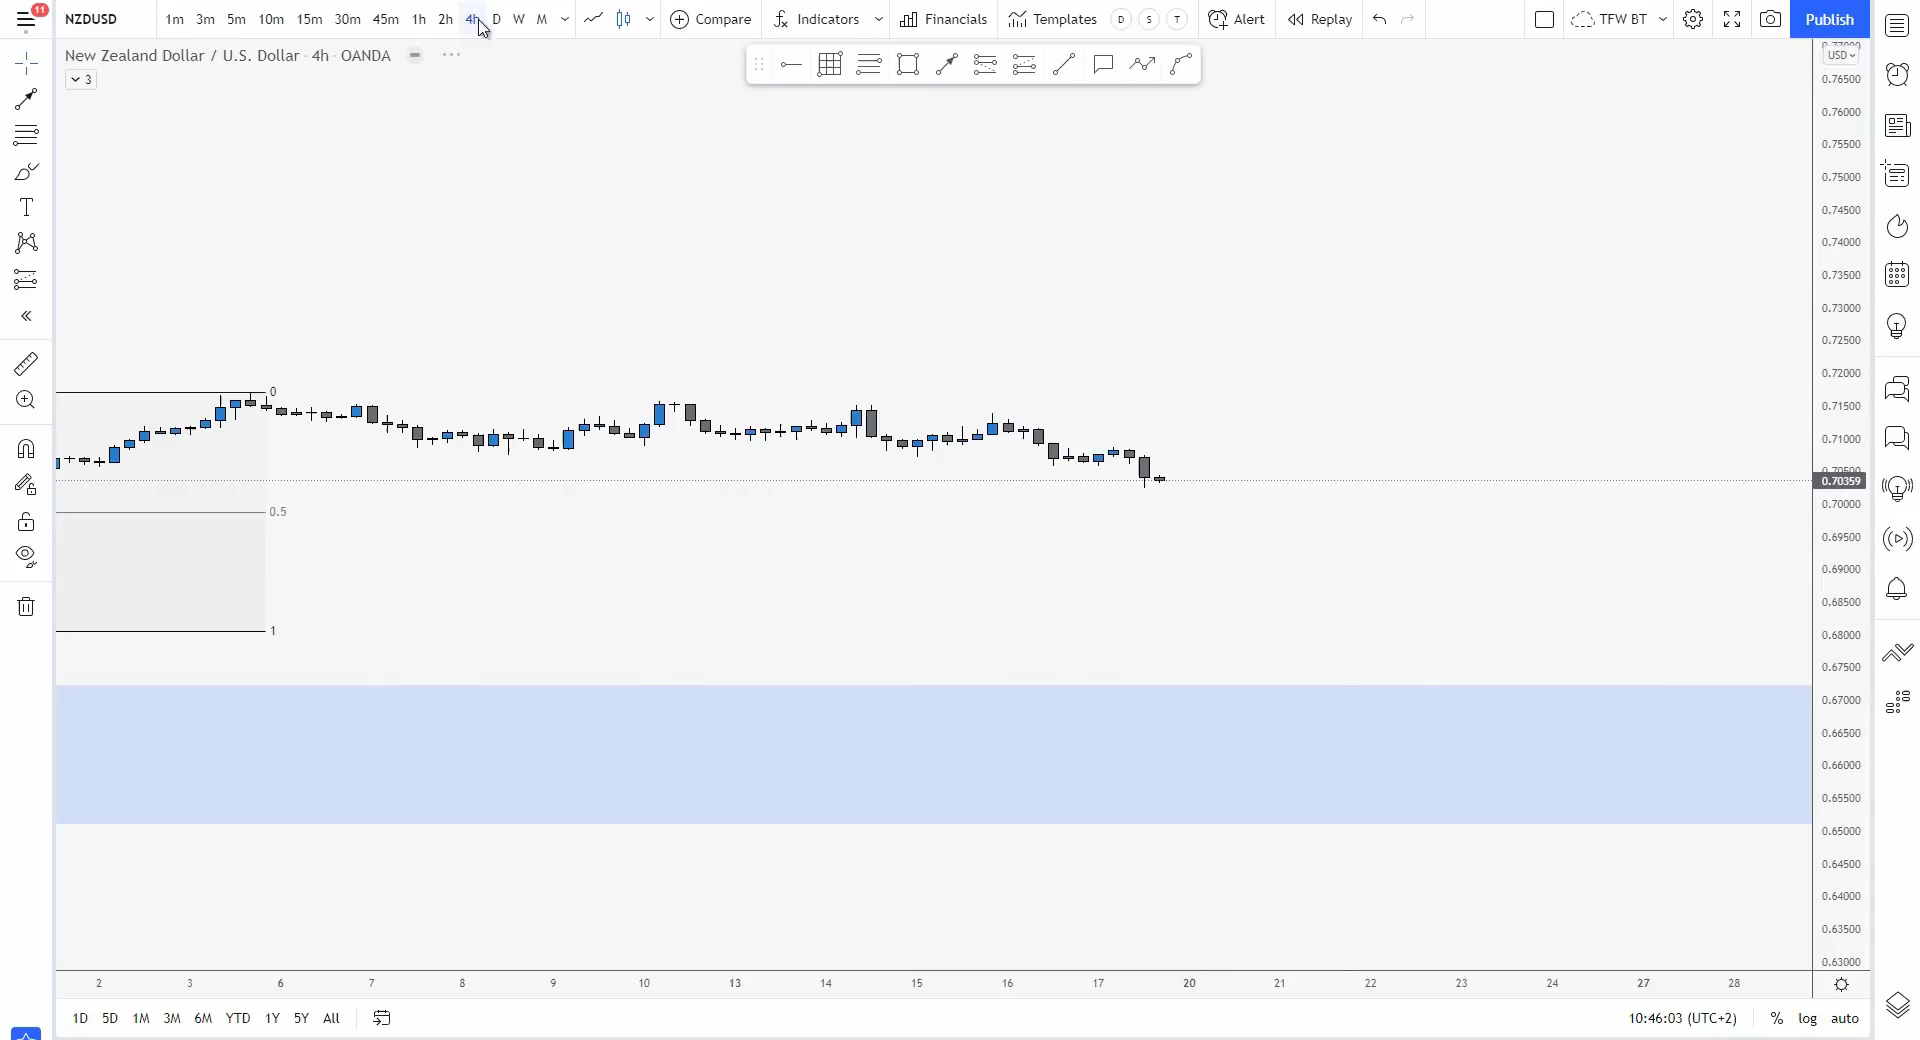 11
NZDUSD
1m 3m 5m 10m 15m 30m 45m 1h 2h 4h D W M
Compare
Indicators
Financials
Templates
D S T
Alert
Replay
TFW BT
Publish
New Zealand Dollar / U.S. Dollar · 4h · OANDA
3
USD
0.76500
0.76000
0.75500
0.75000
0.74500
0.74000
0.73500
0.73000
0.72500
0.72000
0.71500
0.71000
0.70500
0.70359
0.70000
0.69500
0.69000
0.68500
0.68000
0.67500
0.67000
0.66500
0.66000
0.65500
0.65000
0.64500
0.64000
0.63500
0.63000
0
0.5
1
2 3 6 7 8 9 10 13 14 15 16 17 20 21 22 23 24 27 28
1D 5D 1M 3M 6M YTD 1Y 5Y All
10:46:03 (UTC+2)
% log auto